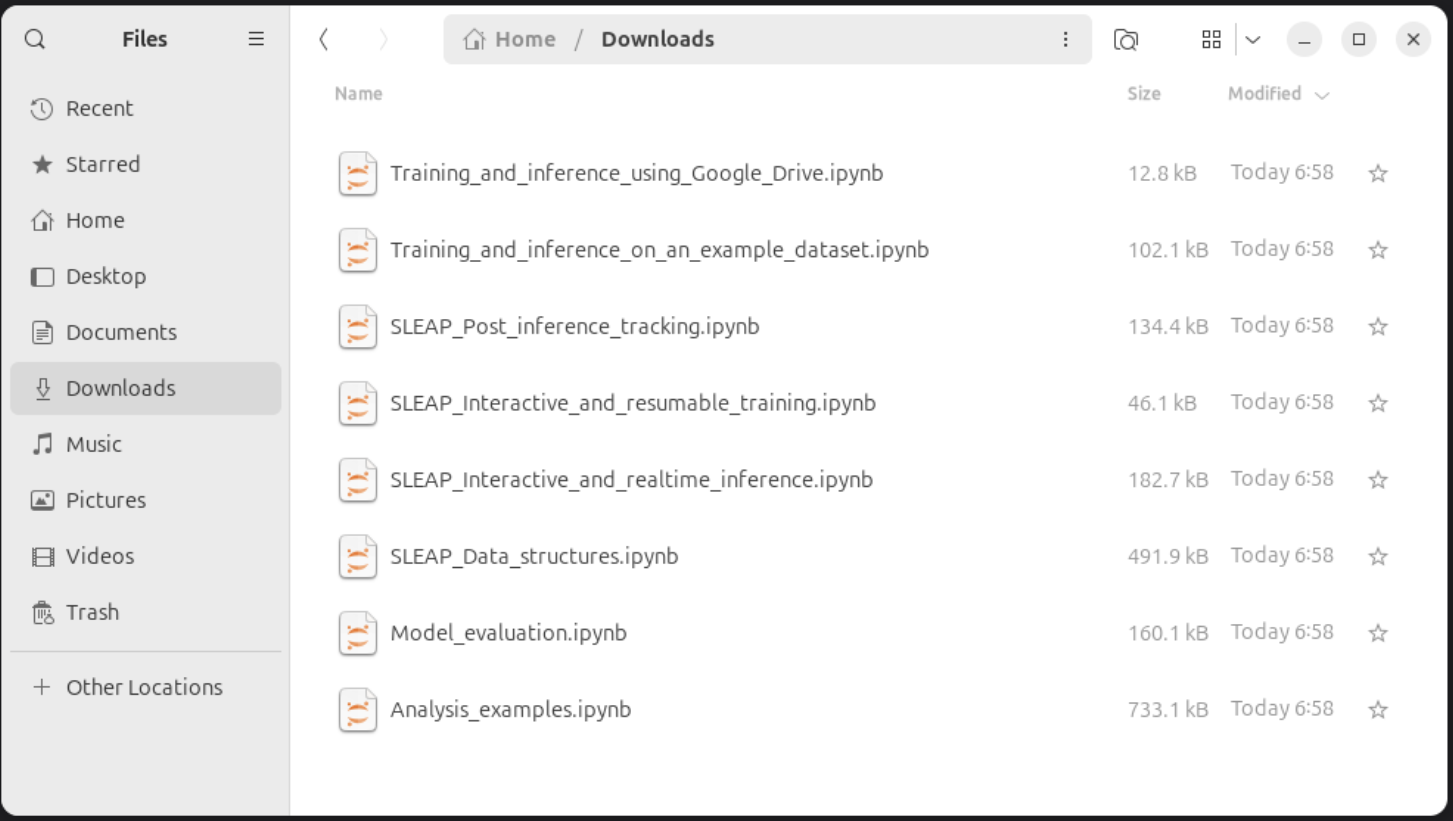 Files
Home / Downloads
Recent
Starred
Home
Desktop
Documents
Downloads
Music
Pictures
Videos
Trash
Other Locations
Name Size Modified
Training_and_inference_using_Google_Drive.ipynb 12.8 kB Today 6:58
Training_and_inference_on_an_example_dataset.ipynb 102.1 kB Today 6:58
SLEAP_Post_inference_tracking.ipynb 134.4 kB Today 6:58
SLEAP_Interactive_and_resumable_training.ipynb 46.1 kB Today 6:58
SLEAP_Interactive_and_realtime_inference.ipynb 182.7 kB Today 6:58
SLEAP_Data_structures.ipynb 491.9 kB Today 6:58
Model_evaluation.ipynb 160.1 kB Today 6:58
Analysis_examples.ipynb 733.1 kB Today 6:58